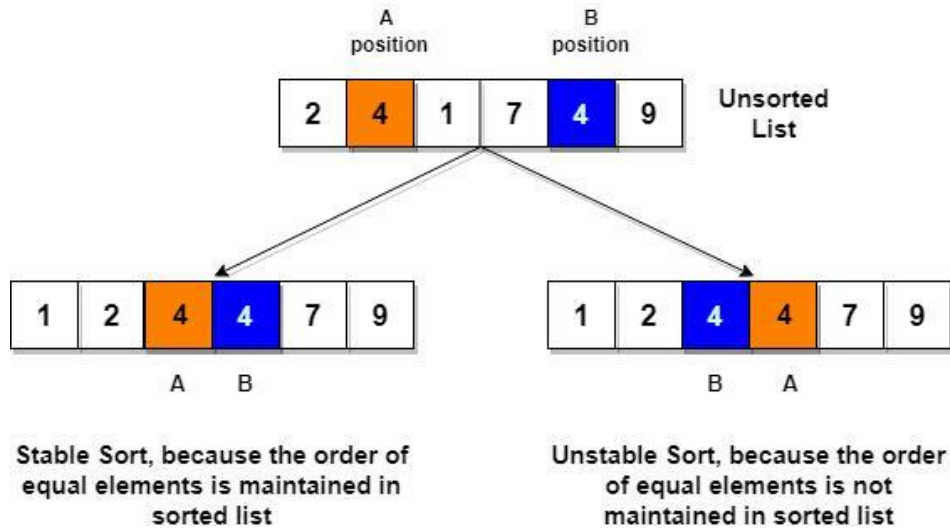 A
position
B
position
2 4 1 7 4 9
Unsorted
List
1 2 4 4 7 9
A B
1 2 4 4 7 9
B A
Stable Sort, because the order of
equal elements is maintained in
sorted list
Unstable Sort, because the order
of equal elements is not
maintained in sorted list